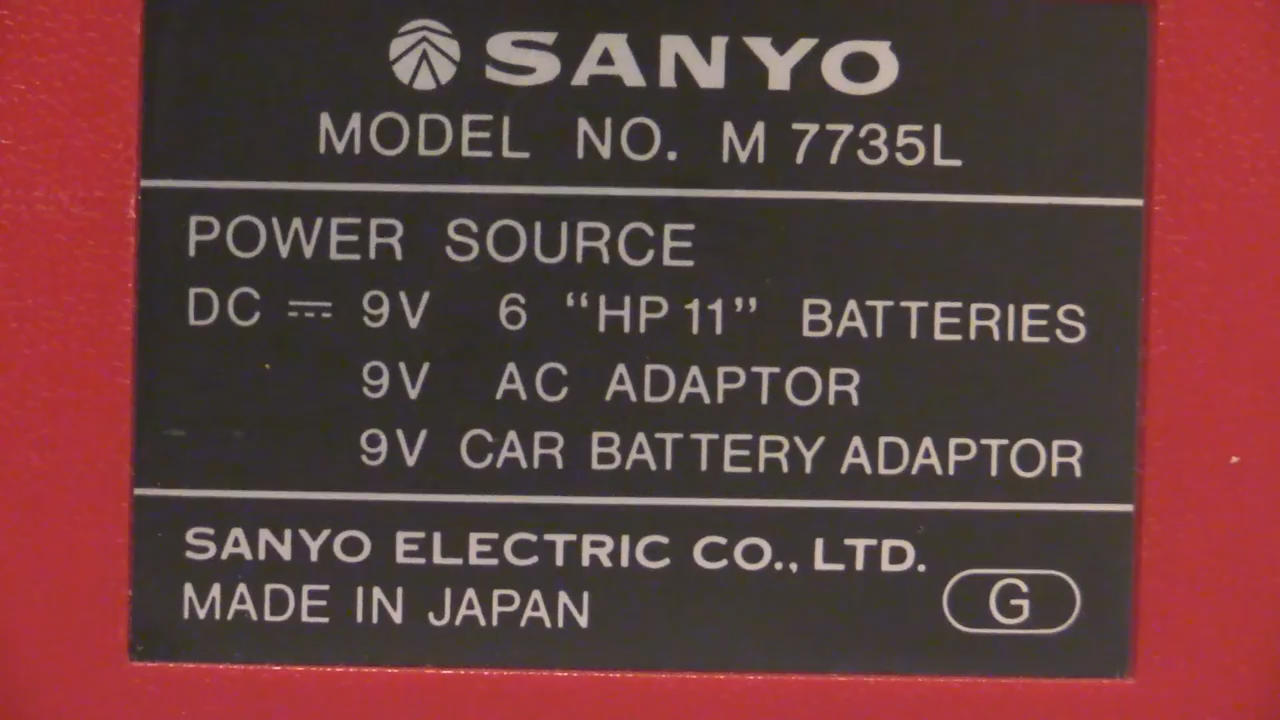 SANYO
MODEL NO. M 7735L
POWER SOURCE
DC ⎓ 9V 6 “HP 11” BATTERIES
9V AC ADAPTOR
9V CAR BATTERY ADAPTOR
SANYO ELECTRIC CO., LTD.
MADE IN JAPAN
G